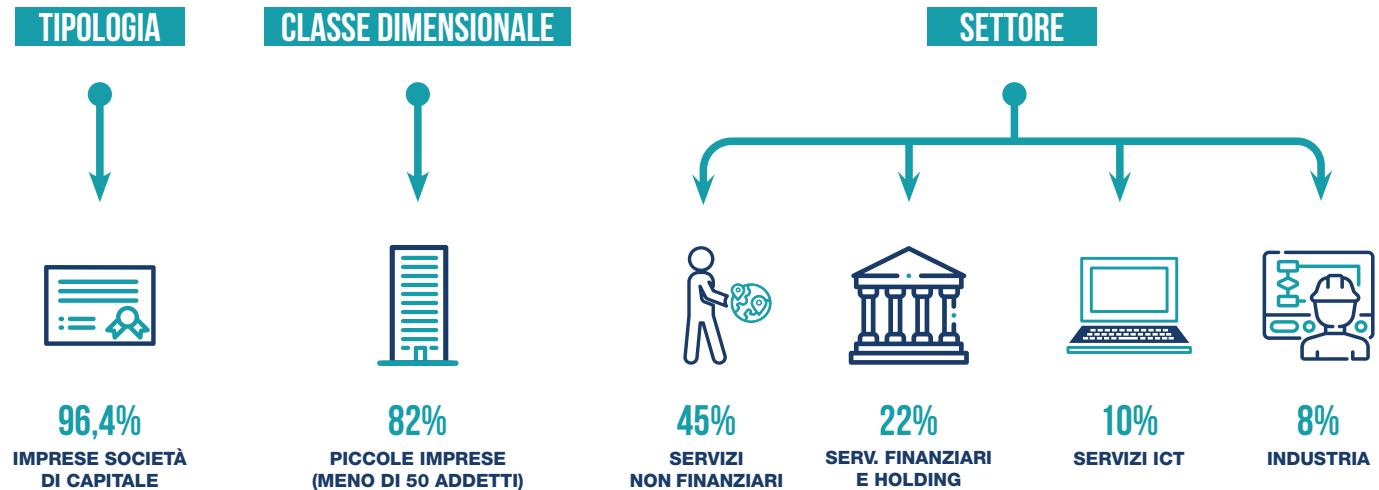 TIPOLOGIA
CLASSE DIMENSIONALE
SETTORE
96,4%
IMPRESE SOCIETÀ
DI CAPITALE
82%
PICCOLE IMPRESE
(MENO DI 50 ADDETTI)
45%
SERVIZI
NON FINANZIARI
22%
SERV. FINANZIARI
E HOLDING
10%
SERVIZI ICT
8%
INDUSTRIA